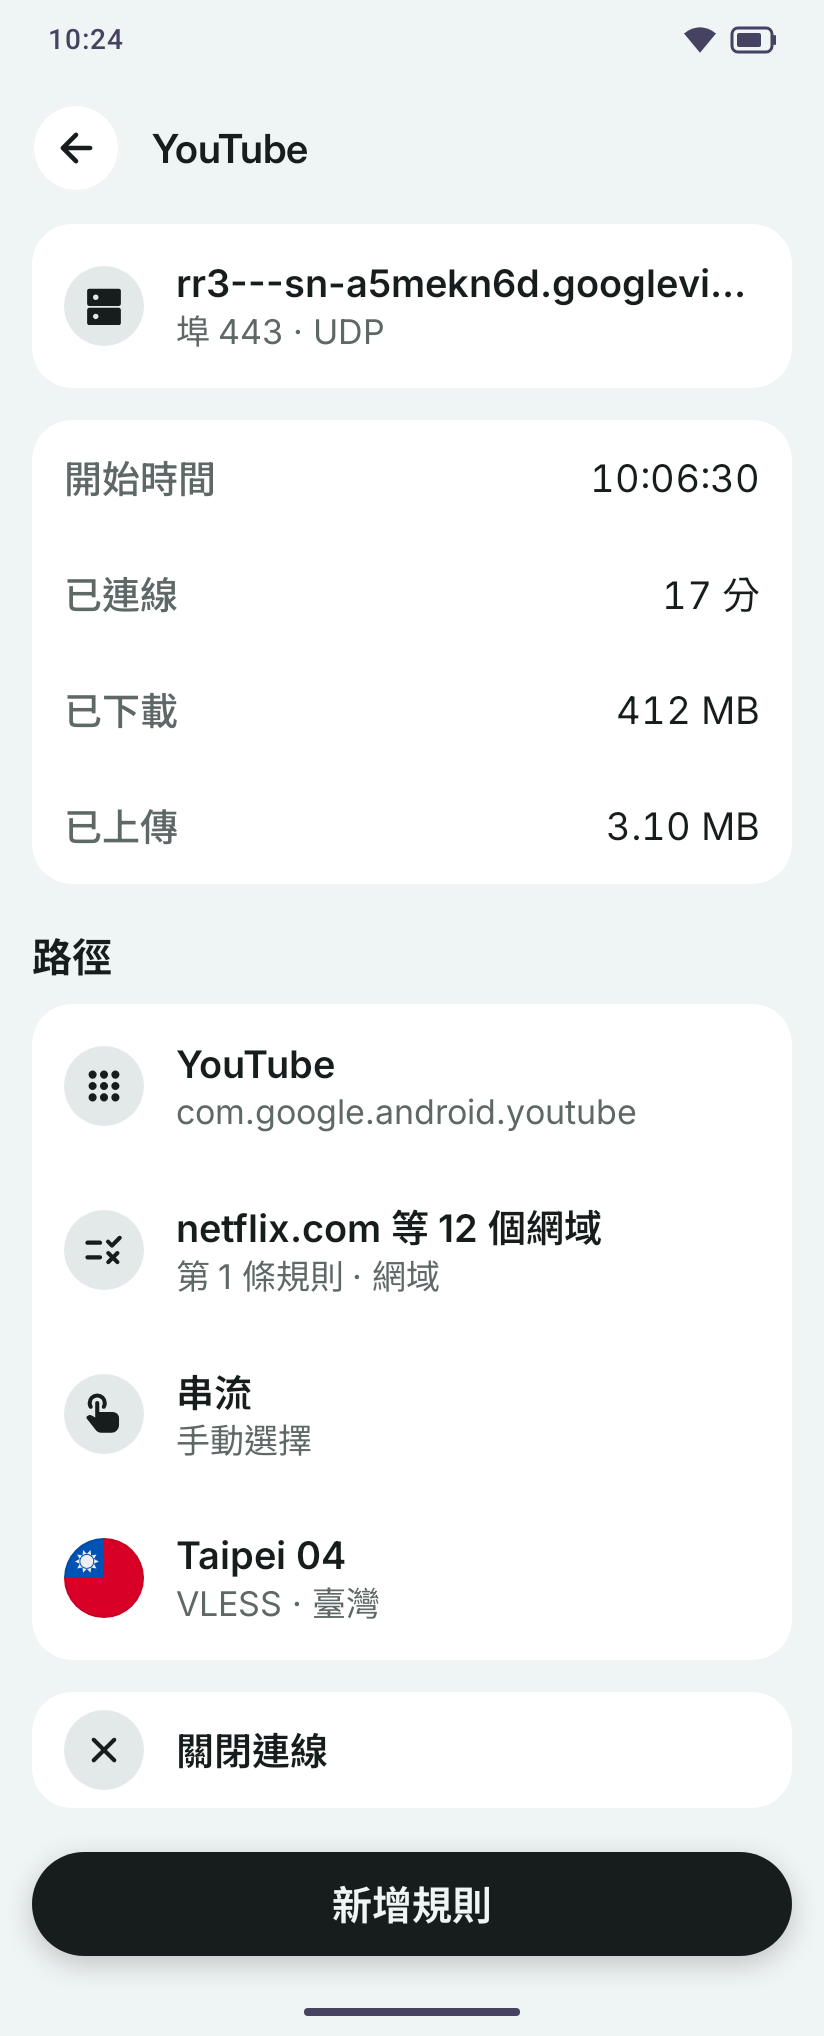 10:24
YouTube
rr3---sn-a5mekn6d.googlevi...
埠 443 · UDP
開始時間
10:06:30
已連線
17 分
已下載
412 MB
已上傳
3.10 MB
路徑
YouTube
com.google.android.youtube
netflix.com 等 12 個網域
第 1 條規則 · 網域
串流
手動選擇
Taipei 04
VLESS · 臺灣
關閉連線
新增規則